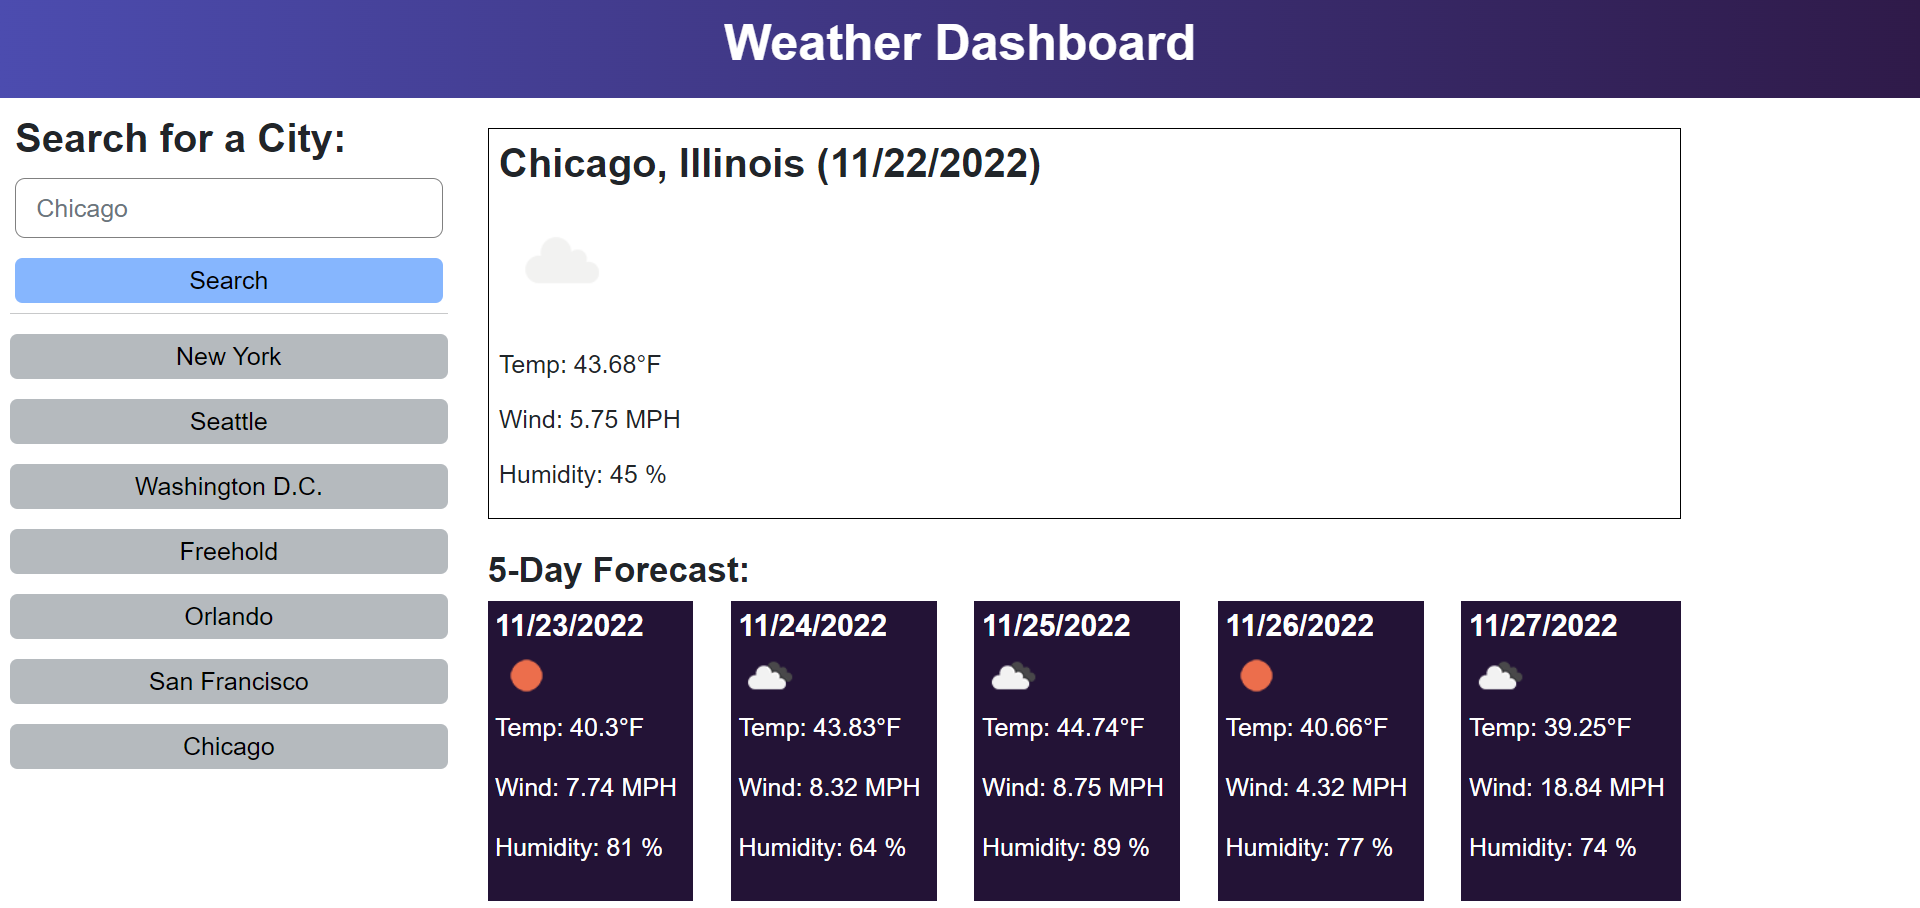 Weather Dashboard
Search for a City:
Chicago
Search
New York
Seattle
Washington D.C.
Freehold
Orlando
San Francisco
Chicago
Chicago, Illinois (11/22/2022)
Temp: 43.68°F
Wind: 5.75 MPH
Humidity: 45 %
5-Day Forecast:
11/23/2022
Temp: 40.3°F
Wind: 7.74 MPH
Humidity: 81 %
11/24/2022
Temp: 43.83°F
Wind: 8.32 MPH
Humidity: 64 %
11/25/2022
Temp: 44.74°F
Wind: 8.75 MPH
Humidity: 89 %
11/26/2022
Temp: 40.66°F
Wind: 4.32 MPH
Humidity: 77 %
11/27/2022
Temp: 39.25°F
Wind: 18.84 MPH
Humidity: 74 %